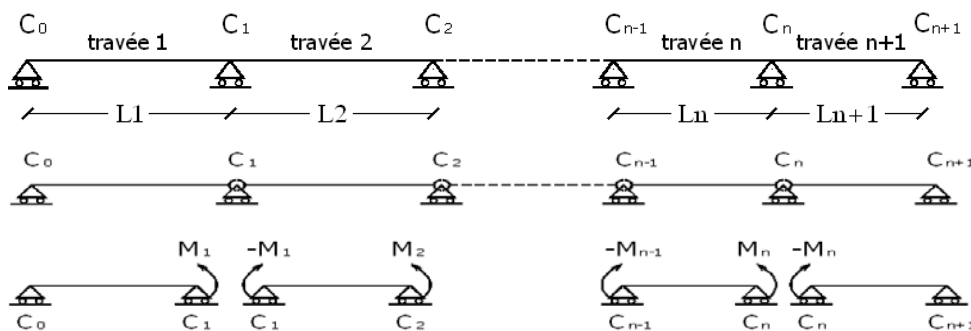 C₀ C₁ C₂ Cₙ₋₁ Cₙ Cₙ₊₁
travée 1 travée 2 travée n travée n+1
L1 L2 Ln Ln+1
C₀ C₁ C₂ Cₙ₋₁ Cₙ Cₙ₊₁
M₁ -M₁ M₂ -Mₙ₋₁ Mₙ -Mₙ
C₀ C₁ C₁ C₂ Cₙ₋₁ Cₙ Cₙ Cₙ₊₁